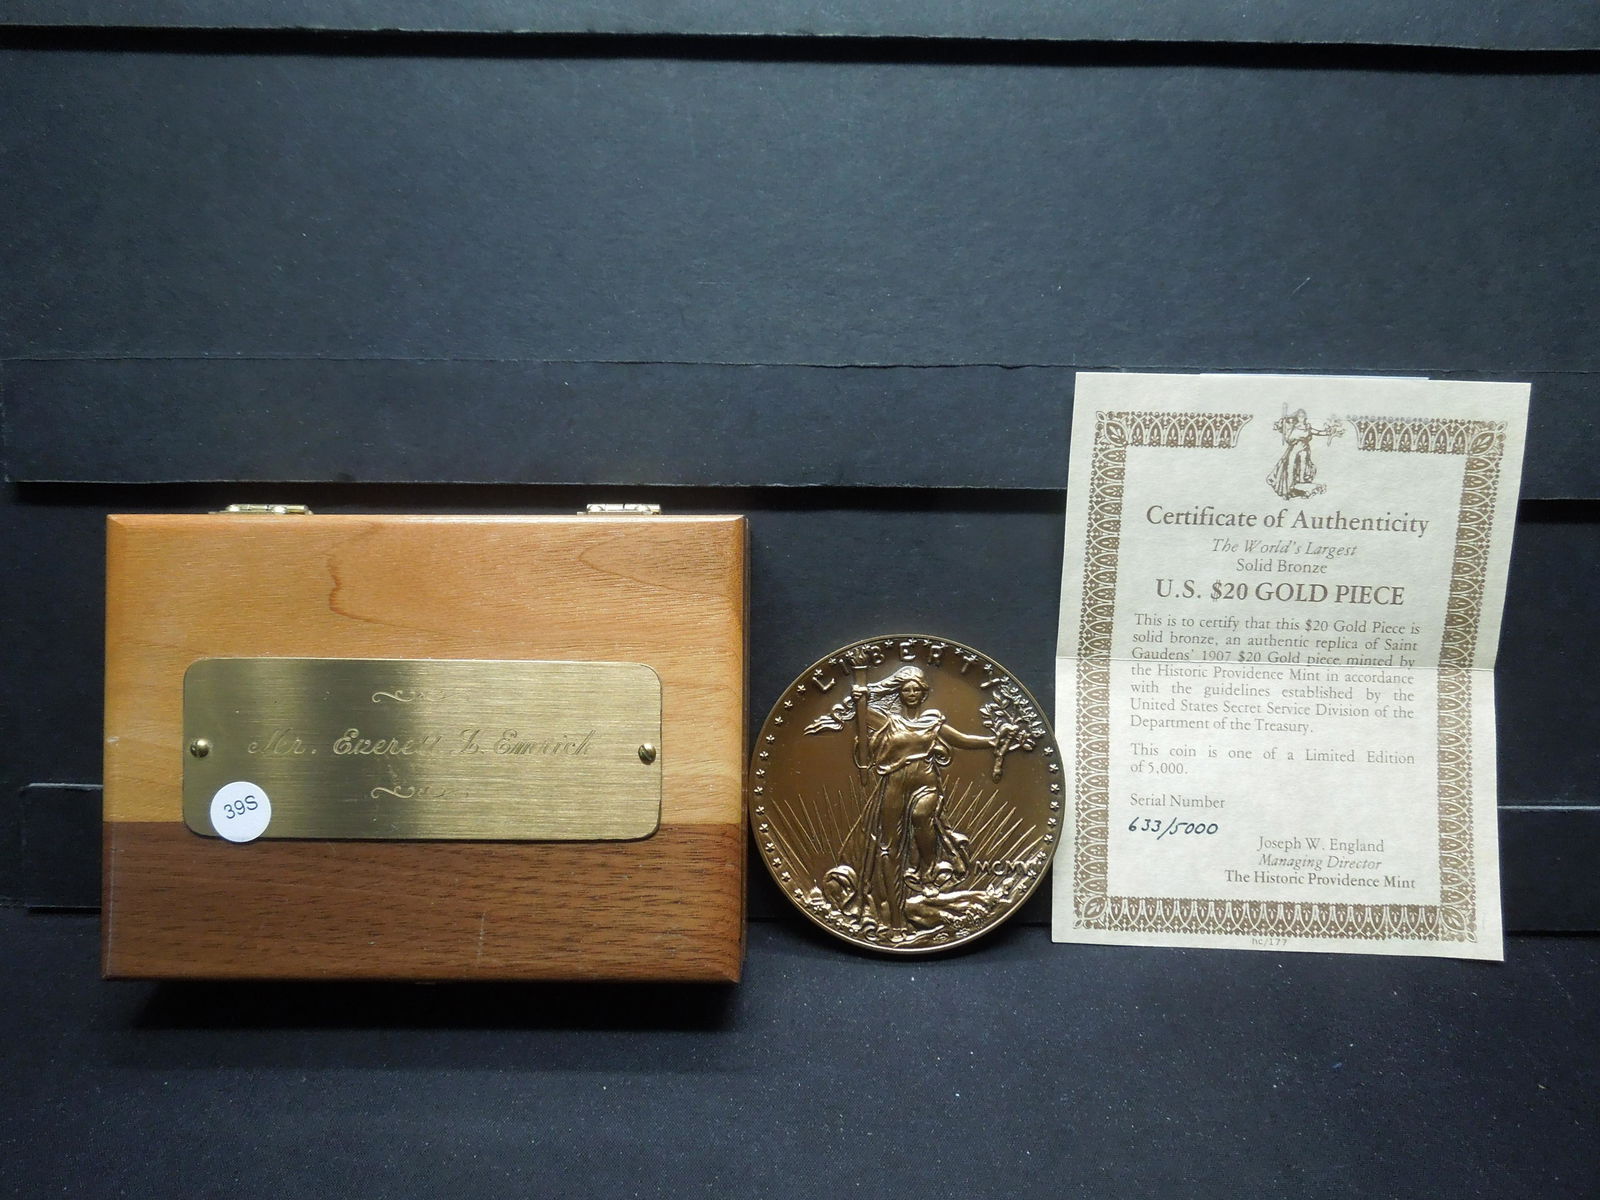 Mr. Everett L. Emrich
39S
LIBERTY
Certificate of Authenticity
The World's Largest
Solid Bronze
U.S. $20 GOLD PIECE
This is to certify that this $20 Gold Piece is
solid bronze, an authentic replica of Saint
Gaudens' 1907 $20 Gold piece minted by
the Historic Providence Mint in accordance
with the guidelines established by the
United States Secret Service Division of the
Department of the Treasury.
This coin is one of a Limited Edition
of 5,000.
Serial Number
633/5000
Joseph W. England
Managing Director
The Historic Providence Mint
hc/177